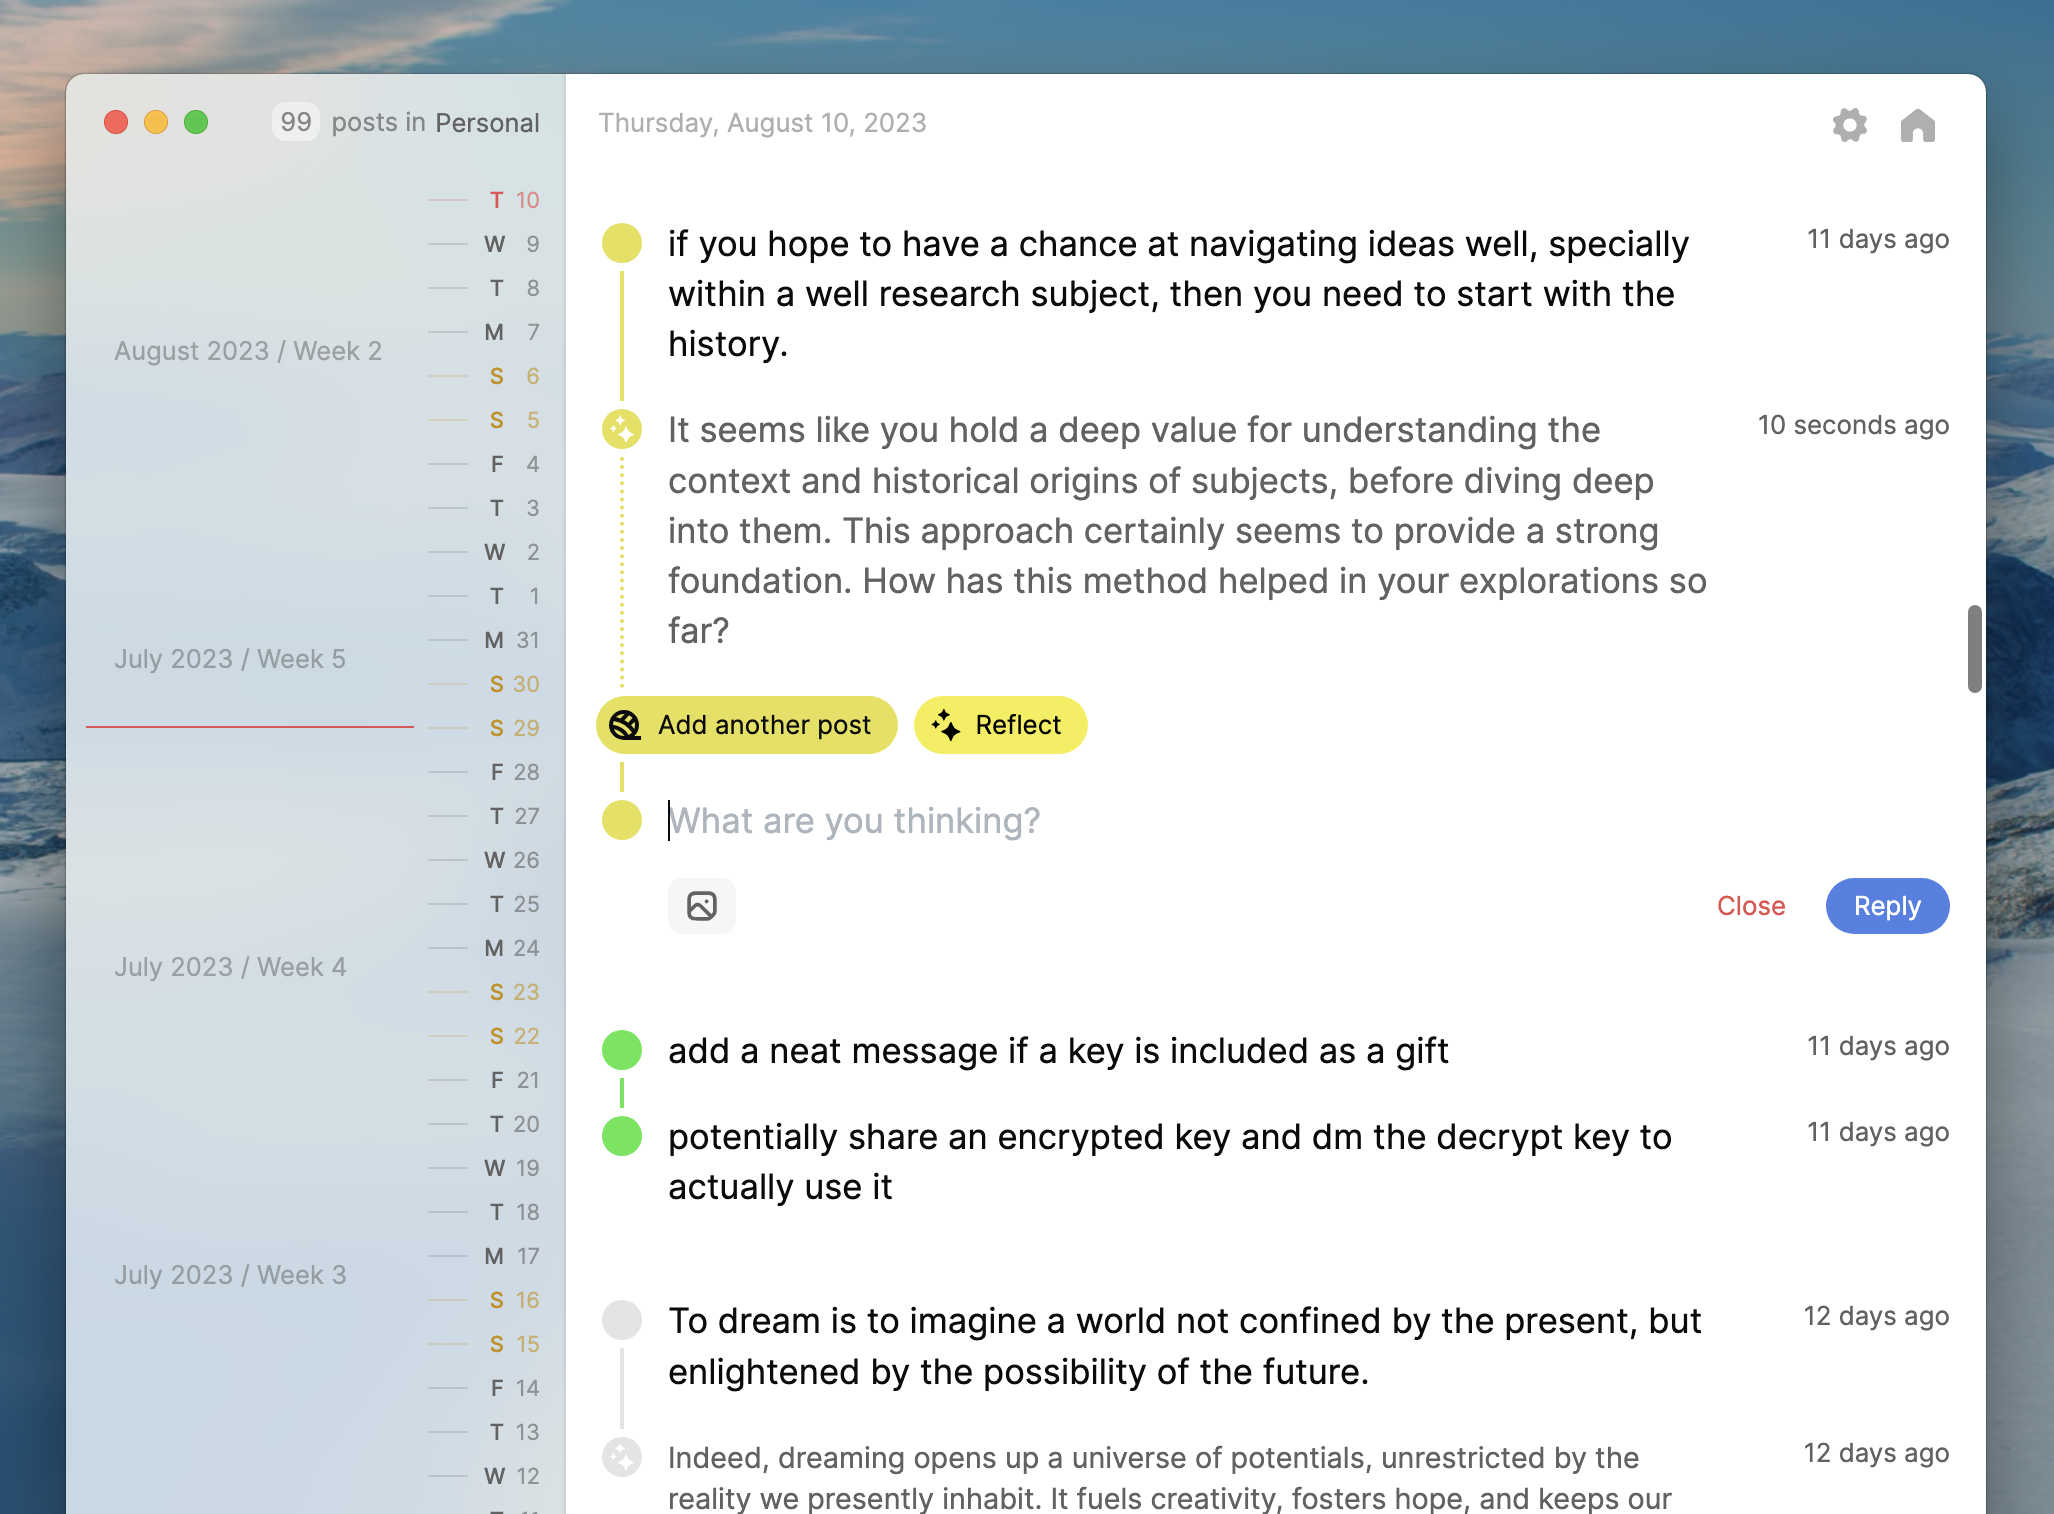 99 posts in Personal
T 10
W 9
T 8
M 7
August 2023 / Week 2
S 6
S 5
F 4
T 3
W 2
T 1
M 31
July 2023 / Week 5
S 30
S 29
F 28
T 27
W 26
T 25
M 24
July 2023 / Week 4
S 23
S 22
F 21
T 20
W 19
T 18
M 17
July 2023 / Week 3
S 16
S 15
F 14
T 13
W 12
Thursday, August 10, 2023
if you hope to have a chance at navigating ideas well, specially
within a well research subject, then you need to start with the
history.
11 days ago
It seems like you hold a deep value for understanding the
context and historical origins of subjects, before diving deep
into them. This approach certainly seems to provide a strong
foundation. How has this method helped in your explorations so
far?
10 seconds ago
Add another post
Reflect
What are you thinking?
Close
Reply
add a neat message if a key is included as a gift
11 days ago
potentially share an encrypted key and dm the decrypt key to
actually use it
11 days ago
To dream is to imagine a world not confined by the present, but
enlightened by the possibility of the future.
12 days ago
Indeed, dreaming opens up a universe of potentials, unrestricted by the
reality we presently inhabit. It fuels creativity, fosters hope, and keeps our
12 days ago